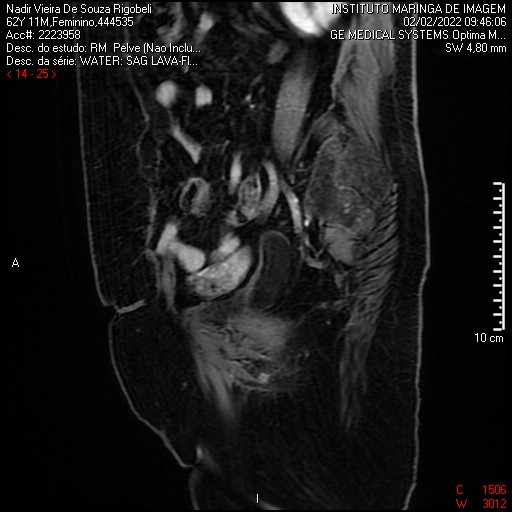 Nadir Vieira De Souza Rigobeli
62Y 11M,Feminino,444535
Acc#: 2223958
Desc. do estudo: RM Pelve (Nao Inclu...
Desc. da série: WATER: SAG LAVA-Fl...
< 14 - 25 >
INSTITUTO MARINGA DE IMAGEM
02/02/2022 09:46:06
GE MEDICAL SYSTEMS Optima M...
SW 4,80 mm
A
10 cm
I
C 1506
W 3012